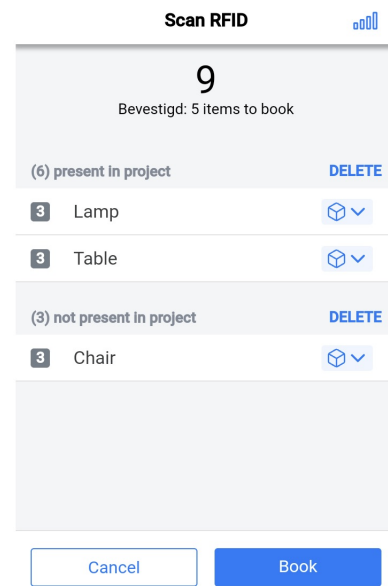 Scan RFID
9
Bevestigd: 5 items to book
(6) present in project DELETE
3 Lamp
3 Table
(3) not present in project DELETE
3 Chair
Cancel Book